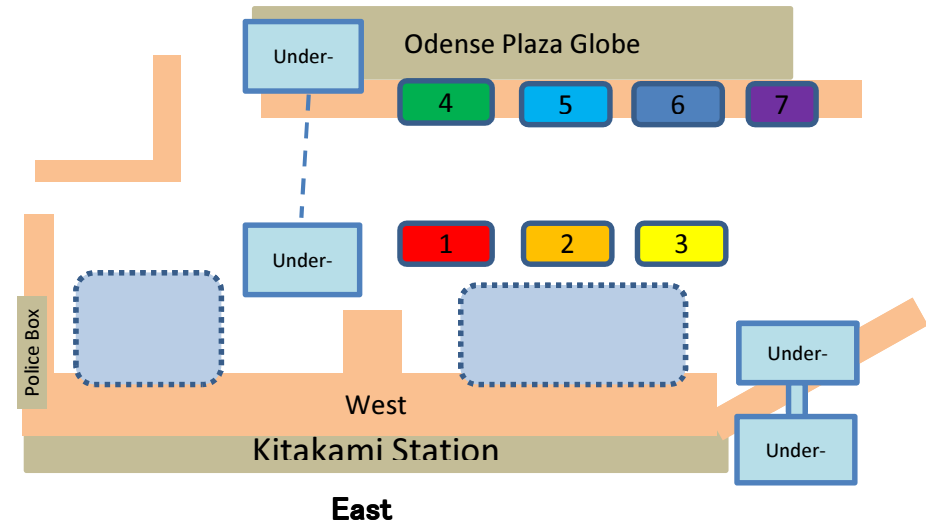 Under-
Odense Plaza Globe
4
5
6
7
Under-
1
2
3
Police Box
Under-
West
Under-
Kitakami Station
East